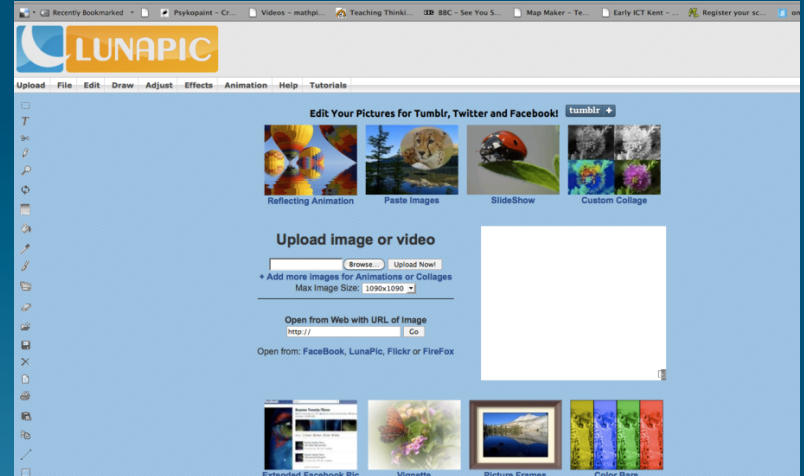 Recently Bookmarked
Psykopaint – Cr...
Videos – mathpi...
Teaching Thinki...
BBC – See You S...
Map Maker – Te...
Early ICT Kent – ...
Register your sc...
on
LUNAPIC
Upload File Edit Draw Adjust Effects Animation Help Tutorials
Edit Your Pictures for Tumblr, Twitter and Facebook! tumblr +
Reflecting Animation
Paste Images
SlideShow
Custom Collage
Upload image or video
Browse... Upload Now!
+ Add more images for Animations or Collages
Max Image Size: 1090x1090
Open from Web with URL of Image
http:// Go
Open from: FaceBook, LunaPic, Flickr or FireFox
Extended Facebook Pic
Vignette
Picture Frames
Color Bars